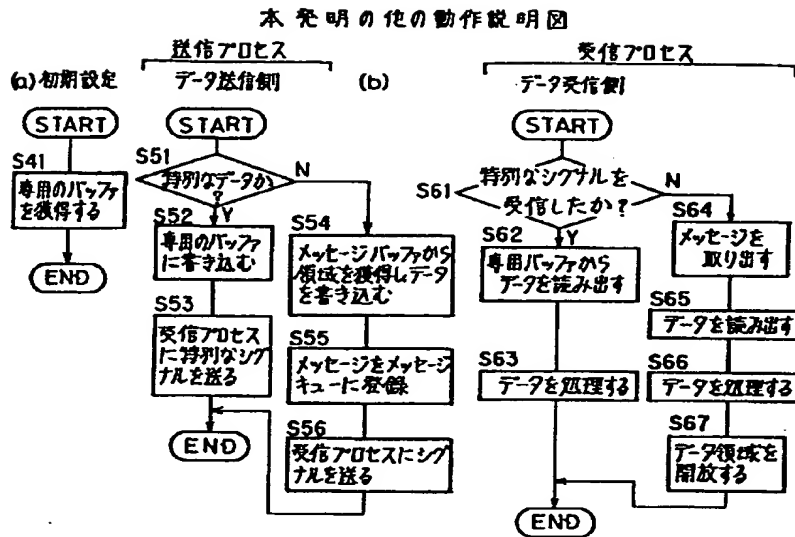 本発明の他の動作説明図
(a)初期設定
START
S41
専用のバッファ
を獲得する
END
送信プロセス
データ送信側
(b)
START
S51
特別なデータか
?
N
Y
S52
専用のバッファ
に書き込む
S53
受信プロセス
に特別なシグ
ナルを送る
END
S54
メッセージバッファから
領域を獲得しデータ
を書き込む
S55
メッセージをメッセージ
キューに登録
S56
受信プロセスにシグ
ナルを送る
受信プロセス
データ受信側
START
S61
特別なシグナルを
受信したか?
N
Y
S62
専用バッファから
データを読み出す
S63
データを処理する
S64
メッセージを
取り出す
S65
データを読み出す
S66
データを処理する
S67
データ領域を
開放する
END